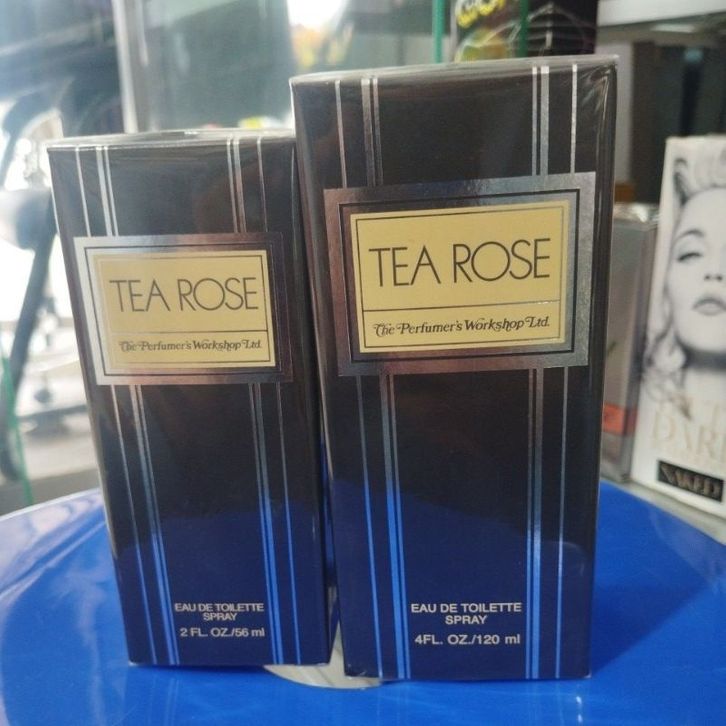 TEA ROSE
The Perfumer's Workshop Ltd.
EAU DE TOILETTE
SPRAY
2 FL. OZ./56 ml
TEA ROSE
The Perfumer's Workshop Ltd.
EAU DE TOILETTE
SPRAY
4FL. OZ./120 ml
NAKED